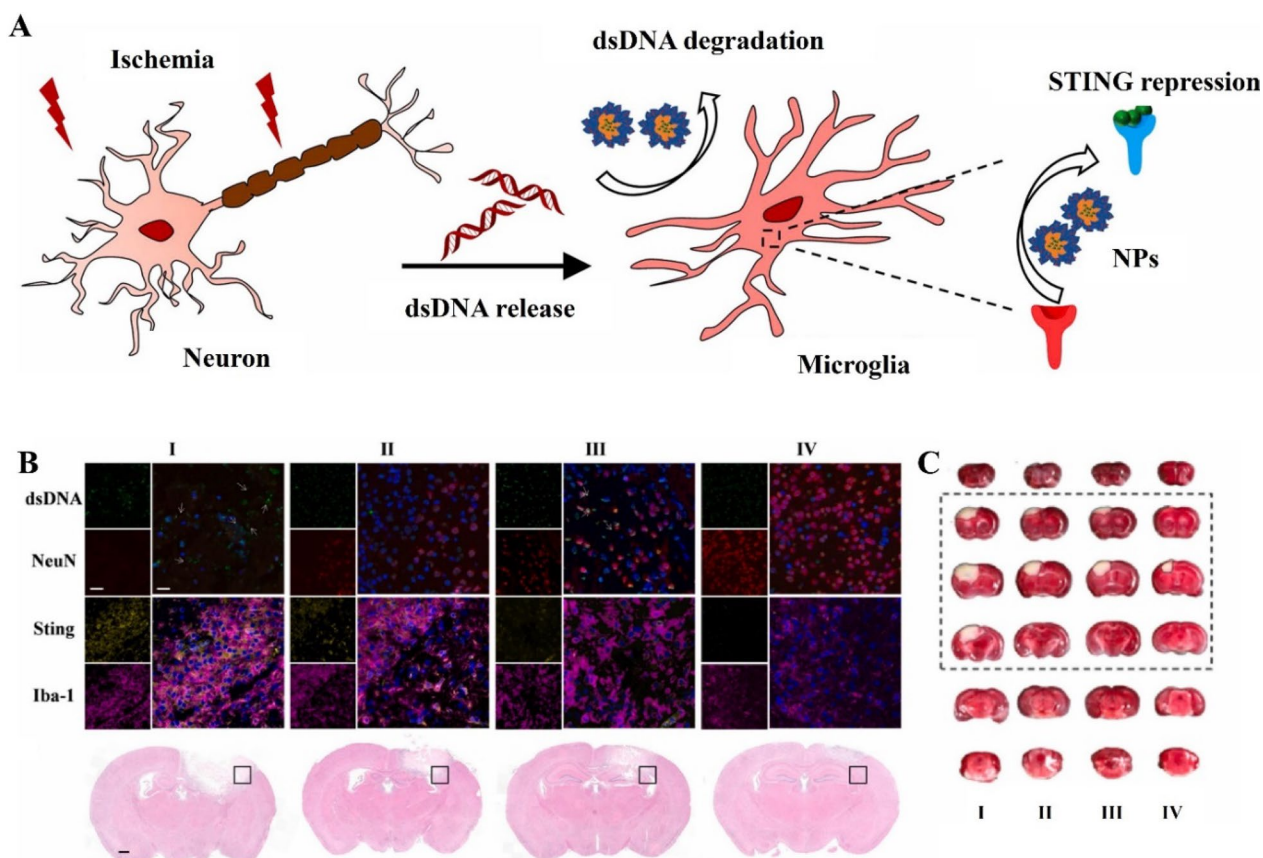 A
Ischemia
dsDNA degradation
STING repression
dsDNA release
NPs
Neuron
Microglia
B
I
II
III
IV
C
dsDNA
NeuN
Sting
Iba-1
I
II
III
IV